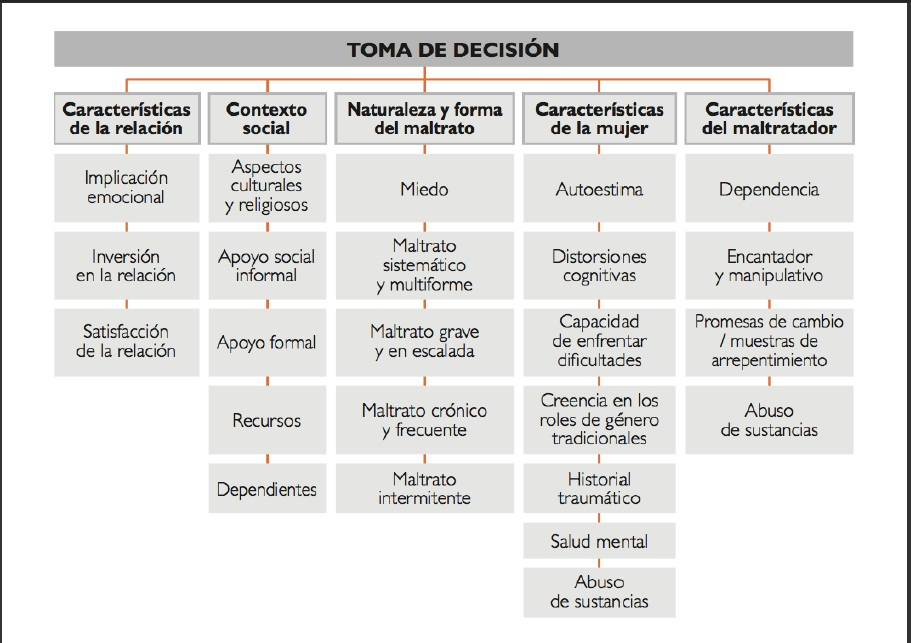 TOMA DE DECISIÓN
Características
de la relación
Implicación
emocional
Inversión
en la relación
Satisfacción
de la relación
Contexto
social
Aspectos
culturales
y religiosos
Apoyo social
informal
Apoyo formal
Recursos
Dependientes
Naturaleza y forma
del maltrato
Miedo
Maltrato
sistemático
y multiforme
Maltrato grave
y en escalada
Maltrato crónico
y frecuente
Maltrato
intermitente
Características
de la mujer
Autoestima
Distorsiones
cognitivas
Capacidad
de enfrentar
dificultades
Creencia en los
roles de género
tradicionales
Historial
traumático
Salud mental
Abuso
de sustancias
Características
del maltratador
Dependencia
Encantador
y manipulativo
Promesas de cambio
/ muestras de
arrepentimiento
Abuso
de sustancias